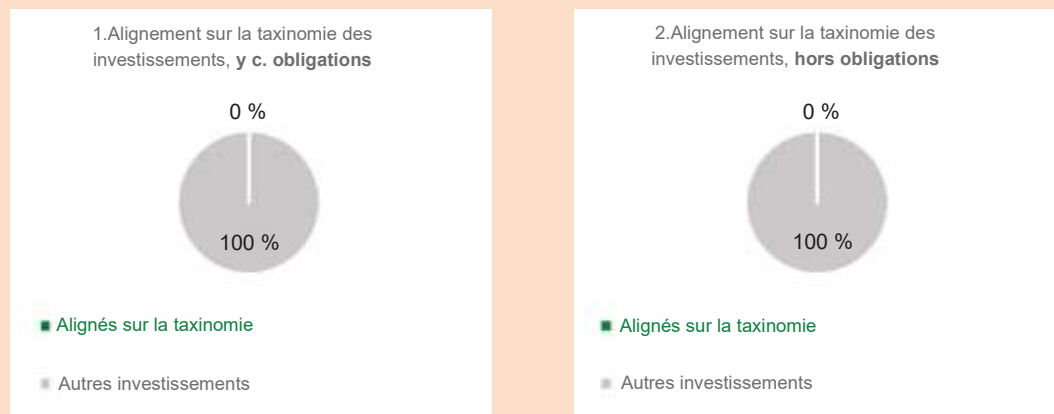 1.Alignement sur la taxinomie des
investissements, y c. obligations
0 %
100 %
Alignés sur la taxinomie
Autres investissements
2.Alignement sur la taxinomie des
investissements, hors obligations
0 %
100 %
Alignés sur la taxinomie
Autres investissements